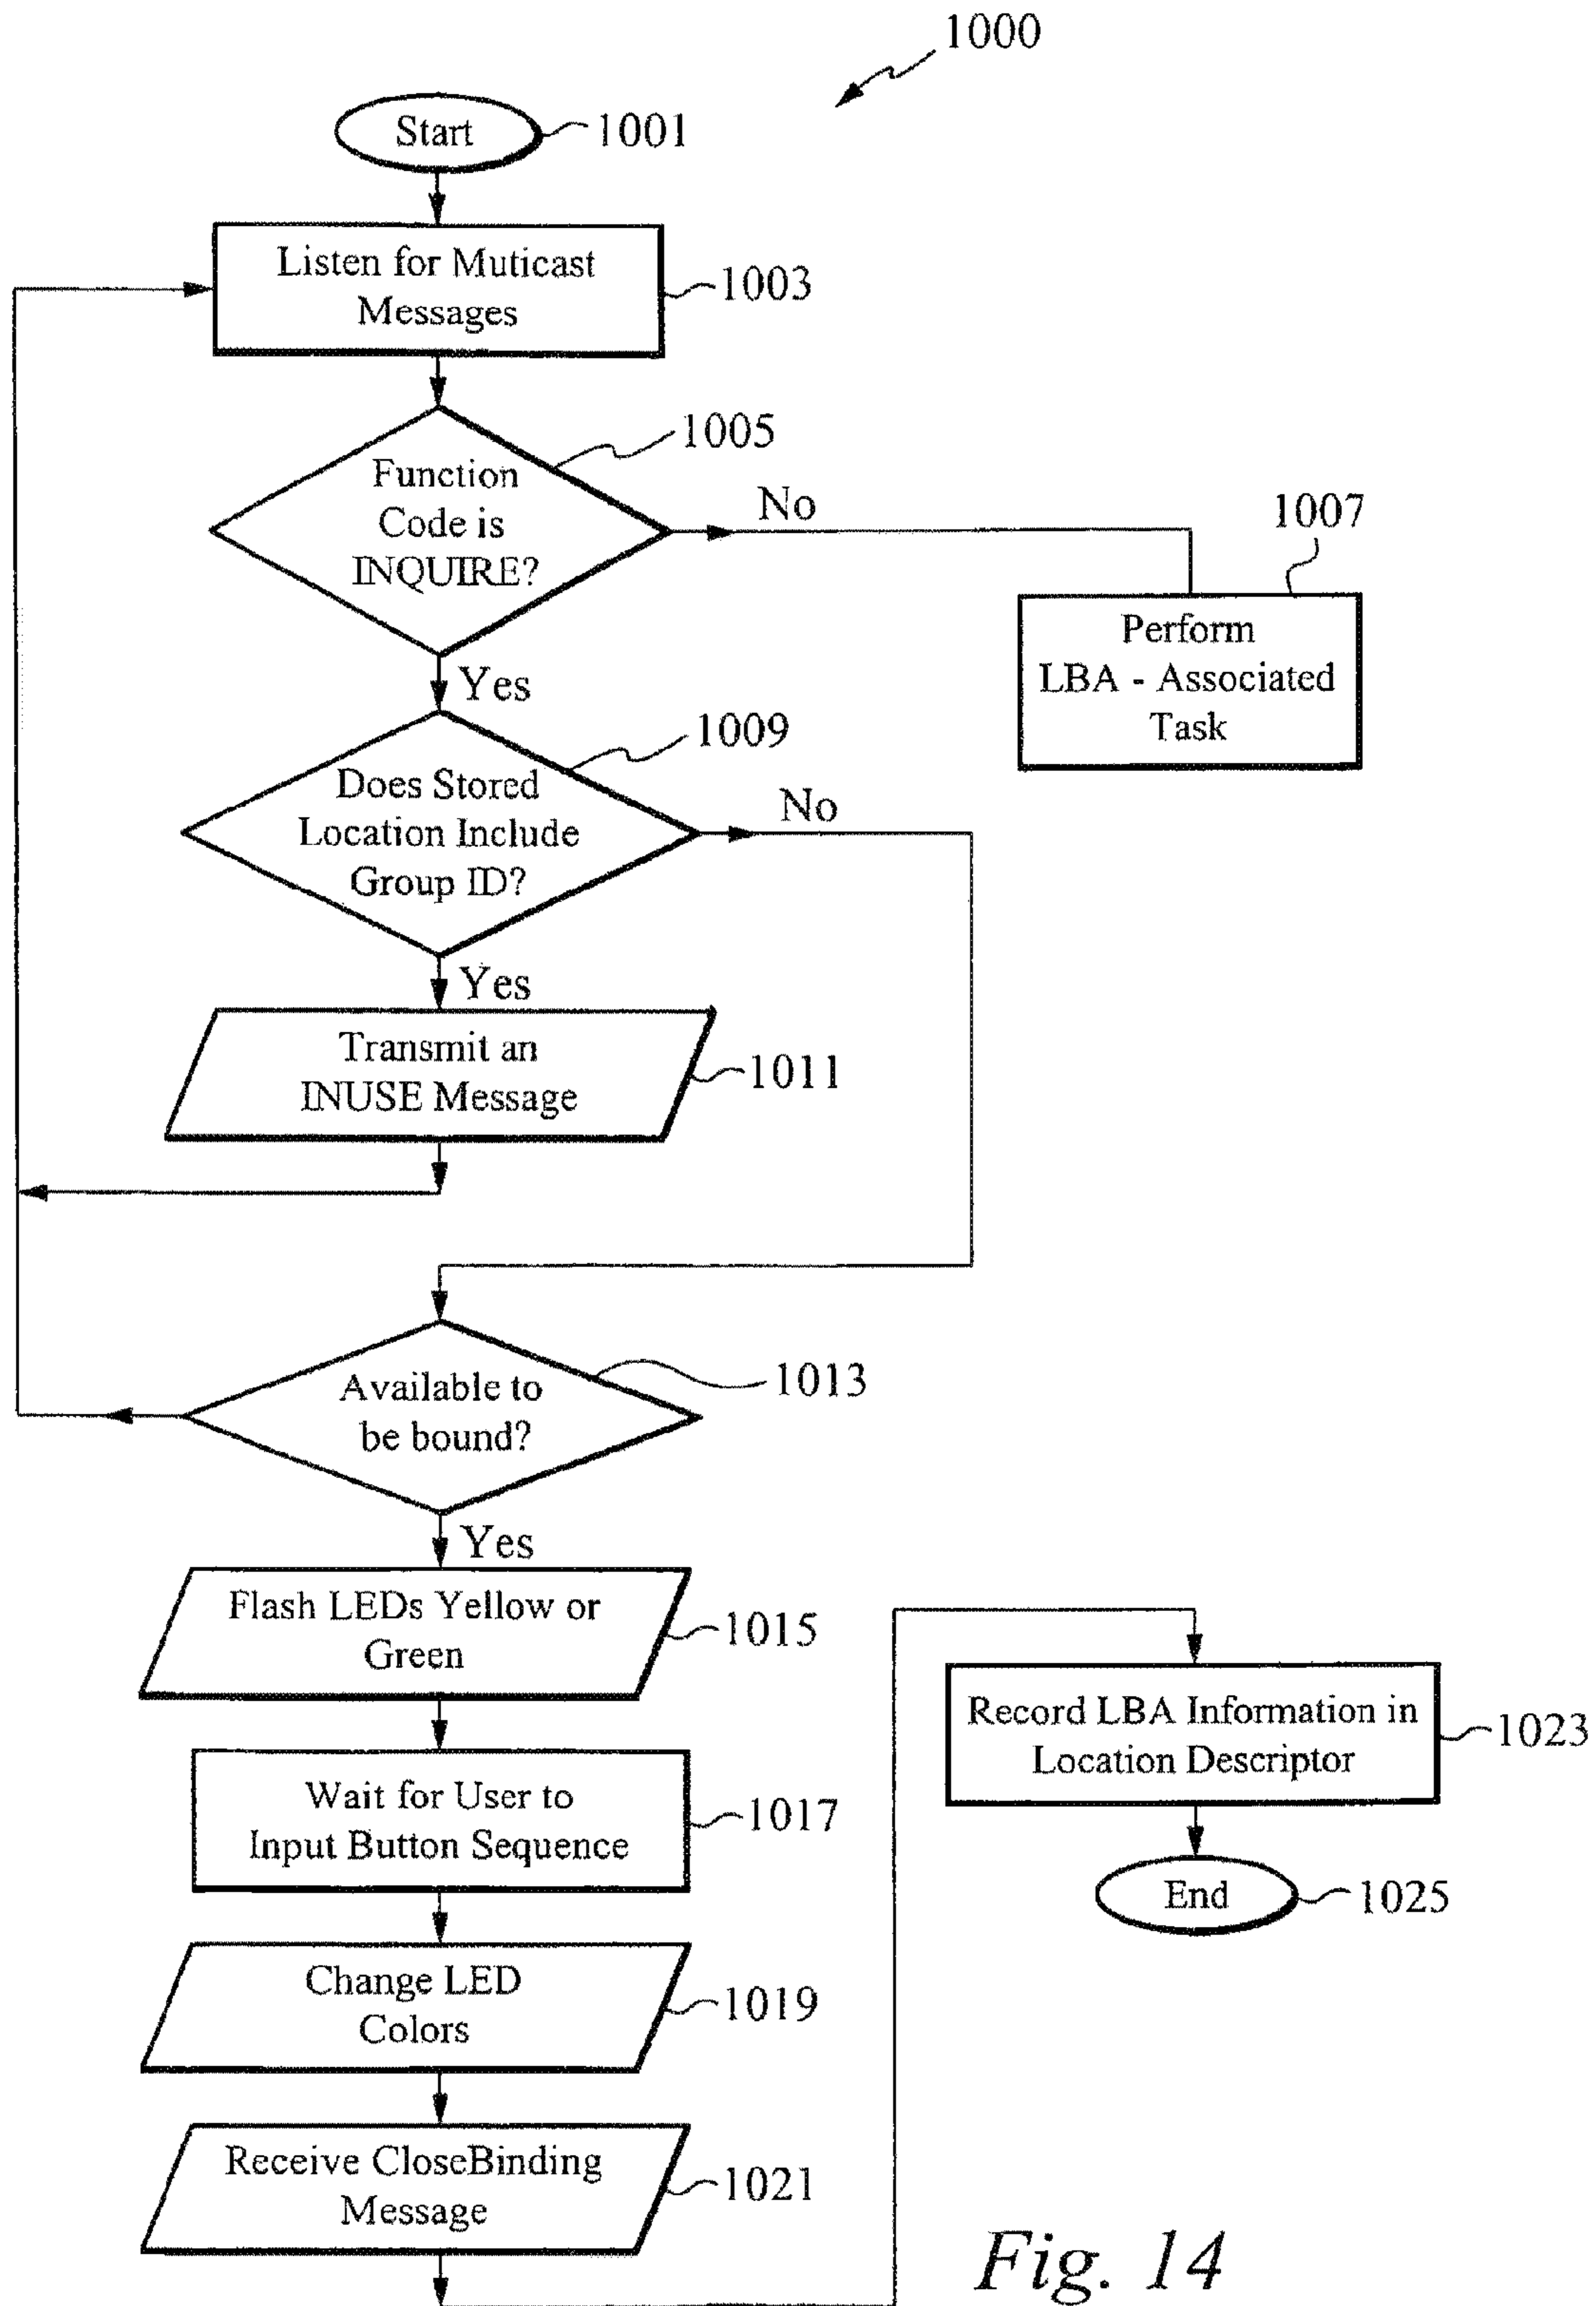 1000
Start
1001
Listen for Muticast
Messages
1003
Function
Code is
INQUIRE?
1005
No
1007
Perform
LBA - Associated
Task
Yes
Does Stored
Location Include
Group ID?
1009
No
Yes
Transmit an
INUSE Message
1011
Available to
be bound?
1013
Yes
Flash LEDs Yellow or
Green
1015
Wait for User to
Input Button Sequence
1017
Change LED
Colors
1019
Receive CloseBinding
Message
1021
Record LBA Information in
Location Descriptor
1023
End
1025
Fig. 14